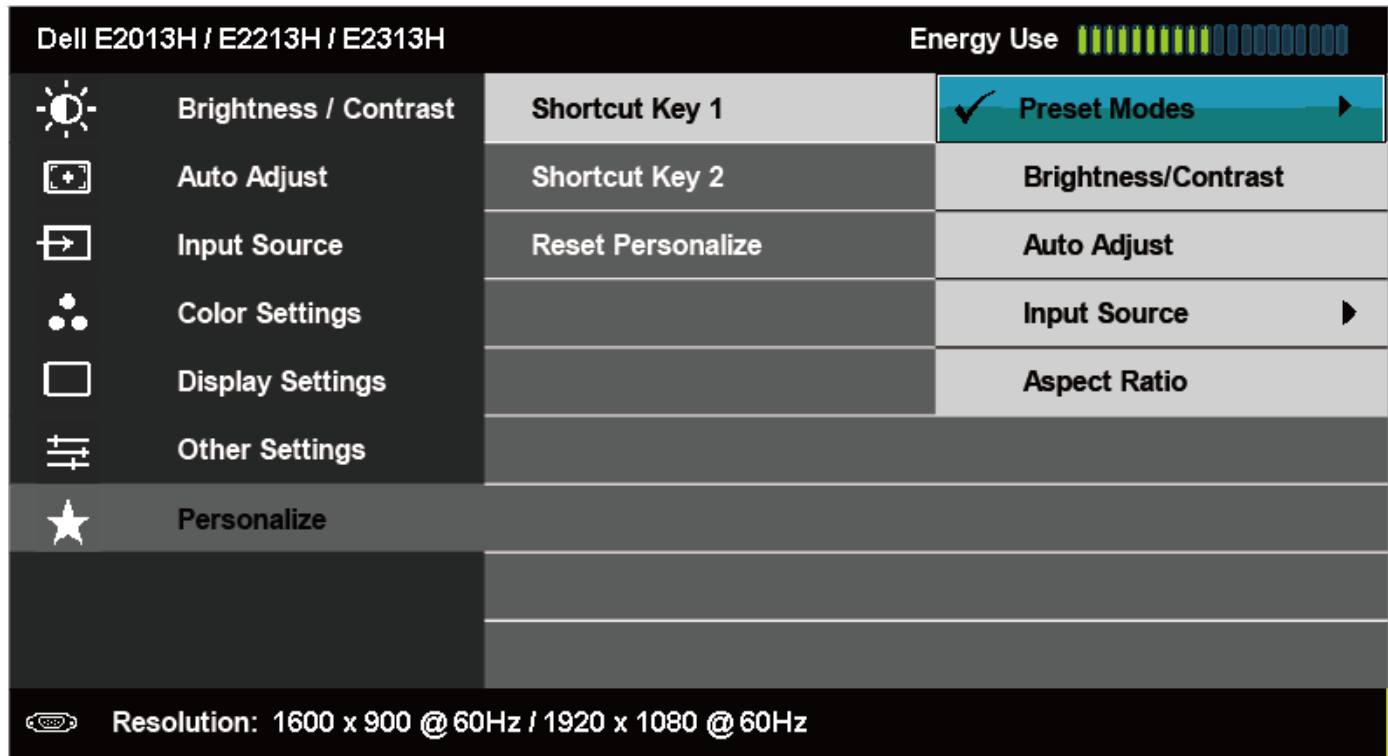 Dell E2013H / E2213H / E2313H Energy Use
Brightness / Contrast Shortcut Key 1 Preset Modes
Auto Adjust Shortcut Key 2 Brightness/Contrast
Input Source Reset Personalize Auto Adjust
Color Settings Input Source
Display Settings Aspect Ratio
Other Settings
Personalize
Resolution: 1600 x 900 @ 60Hz / 1920 x 1080 @ 60Hz